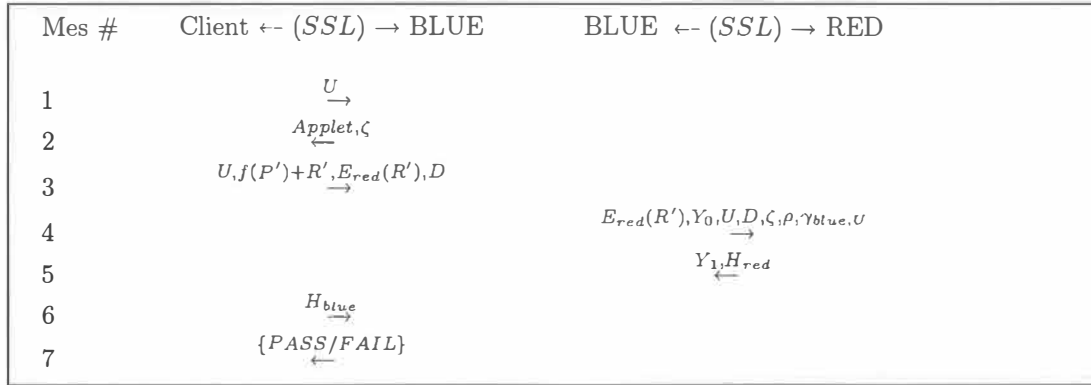 Mes # Client ←- (SSL) → BLUE BLUE ←- (SSL) → RED
1 U →
2 Applet,ζ ←
3 U,f(P′)+R′,E_red(R′),D →
4 E_red(R′),Y_0,U,D,ζ,ρ,γ_blue,U →
5 Y_1,H_red ←
6 H_blue →
7 {PASS/FAIL} ←